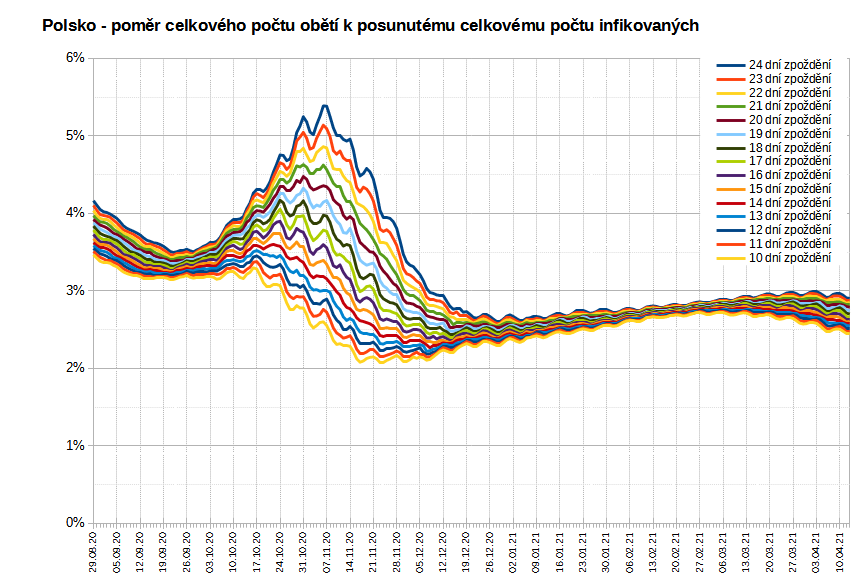 Polsko - poměr celkového počtu obětí k posunutému celkovému počtu infikovaných
6%
5%
4%
3%
2%
1%
0%
24 dní zpoždění
23 dní zpoždění
22 dní zpoždění
21 dní zpoždění
20 dní zpoždění
19 dní zpoždění
18 dní zpoždění
17 dní zpoždění
16 dní zpoždění
15 dní zpoždění
14 dní zpoždění
13 dní zpoždění
12 dní zpoždění
11 dní zpoždění
10 dní zpoždění
29.08.20
05.09.20
12.09.20
19.09.20
26.09.20
03.10.20
10.10.20
17.10.20
24.10.20
31.10.20
07.11.20
14.11.20
21.11.20
28.11.20
05.12.20
12.12.20
19.12.20
26.12.20
02.01.21
09.01.21
16.01.21
23.01.21
30.01.21
06.02.21
13.02.21
20.02.21
27.02.21
06.03.21
13.03.21
20.03.21
27.03.21
03.04.21
10.04.21